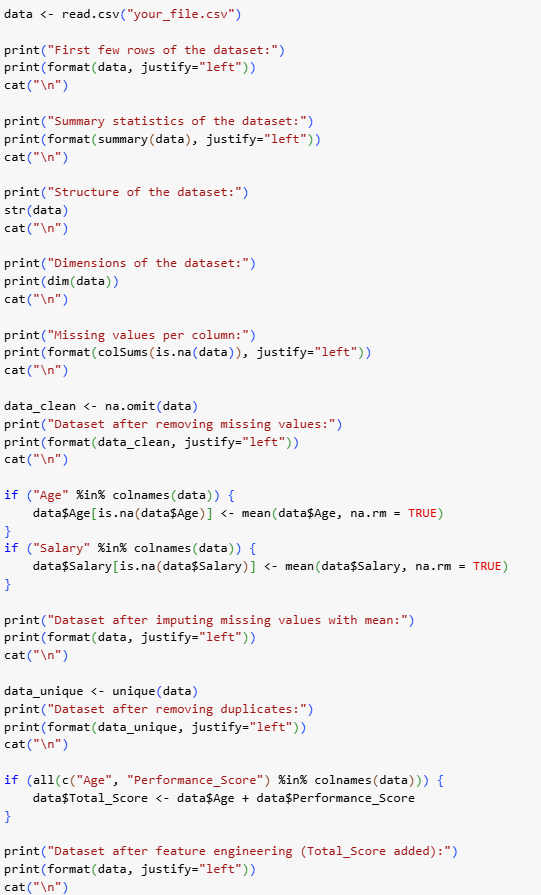 data <- read.csv("your_file.csv")

print("First few rows of the dataset:")
print(format(data, justify="left"))
cat("\n")

print("Summary statistics of the dataset:")
print(format(summary(data), justify="left"))
cat("\n")

print("Structure of the dataset:")
str(data)
cat("\n")

print("Dimensions of the dataset:")
print(dim(data))
cat("\n")

print("Missing values per column:")
print(format(colSums(is.na(data)), justify="left"))
cat("\n")

data_clean <- na.omit(data)
print("Dataset after removing missing values:")
print(format(data_clean, justify="left"))
cat("\n")

if ("Age" %in% colnames(data)) {
    data$Age[is.na(data$Age)] <- mean(data$Age, na.rm = TRUE)
}
if ("Salary" %in% colnames(data)) {
    data$Salary[is.na(data$Salary)] <- mean(data$Salary, na.rm = TRUE)
}

print("Dataset after imputing missing values with mean:")
print(format(data, justify="left"))
cat("\n")

data_unique <- unique(data)
print("Dataset after removing duplicates:")
print(format(data_unique, justify="left"))
cat("\n")

if (all(c("Age", "Performance_Score") %in% colnames(data))) {
    data$Total_Score <- data$Age + data$Performance_Score
}

print("Dataset after feature engineering (Total_Score added):")
print(format(data, justify="left"))
cat("\n")